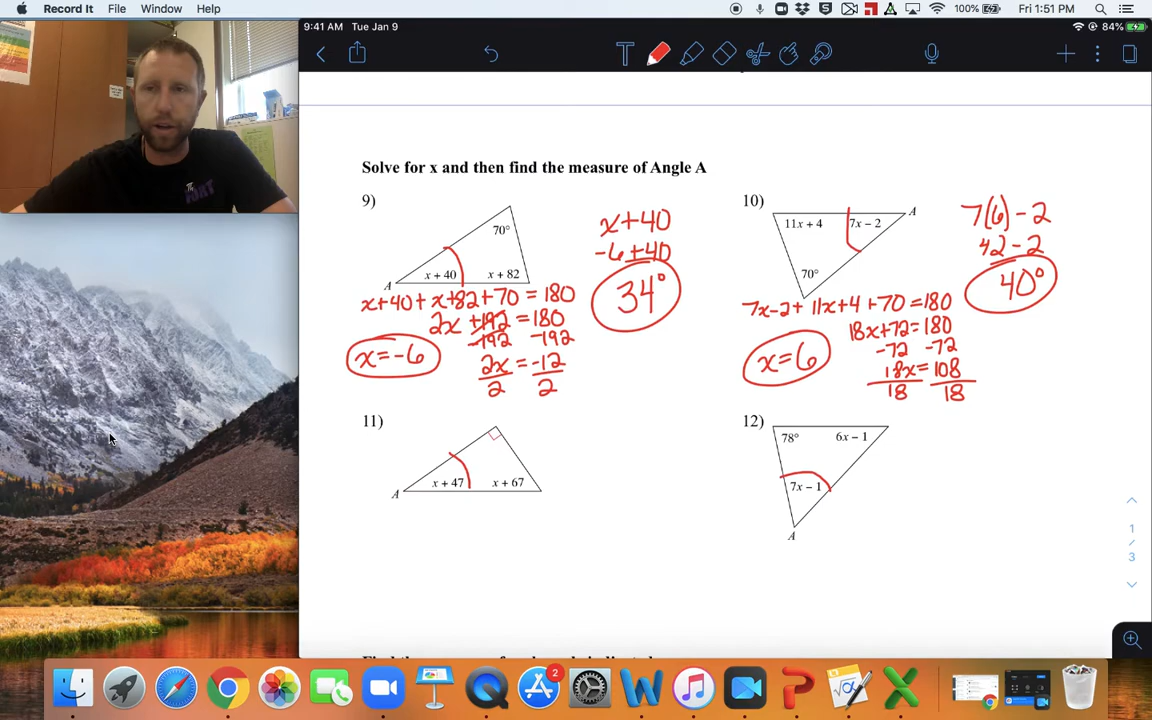 Record It File Window Help 100% Fri 1:51 PM
9:41 AM Tue Jan 9 84%
Solve for x and then find the measure of Angle A
9)
70°
x + 40
x + 82
A
x+40+x+82+70=180
2x+192=180
-192 -192
2x=-12
2 2
x=-6
x+40
-6+40
34°
10)
11x + 4
7x − 2
A
70°
7x-2+11x+4+70=180
18x+72=180
-72 -72
18x=108
18 18
x=6
7(6)-2
42-2
40°
11)
A
x + 47
x + 67
12)
78°
6x − 1
7x − 1
A
1
/
3
2